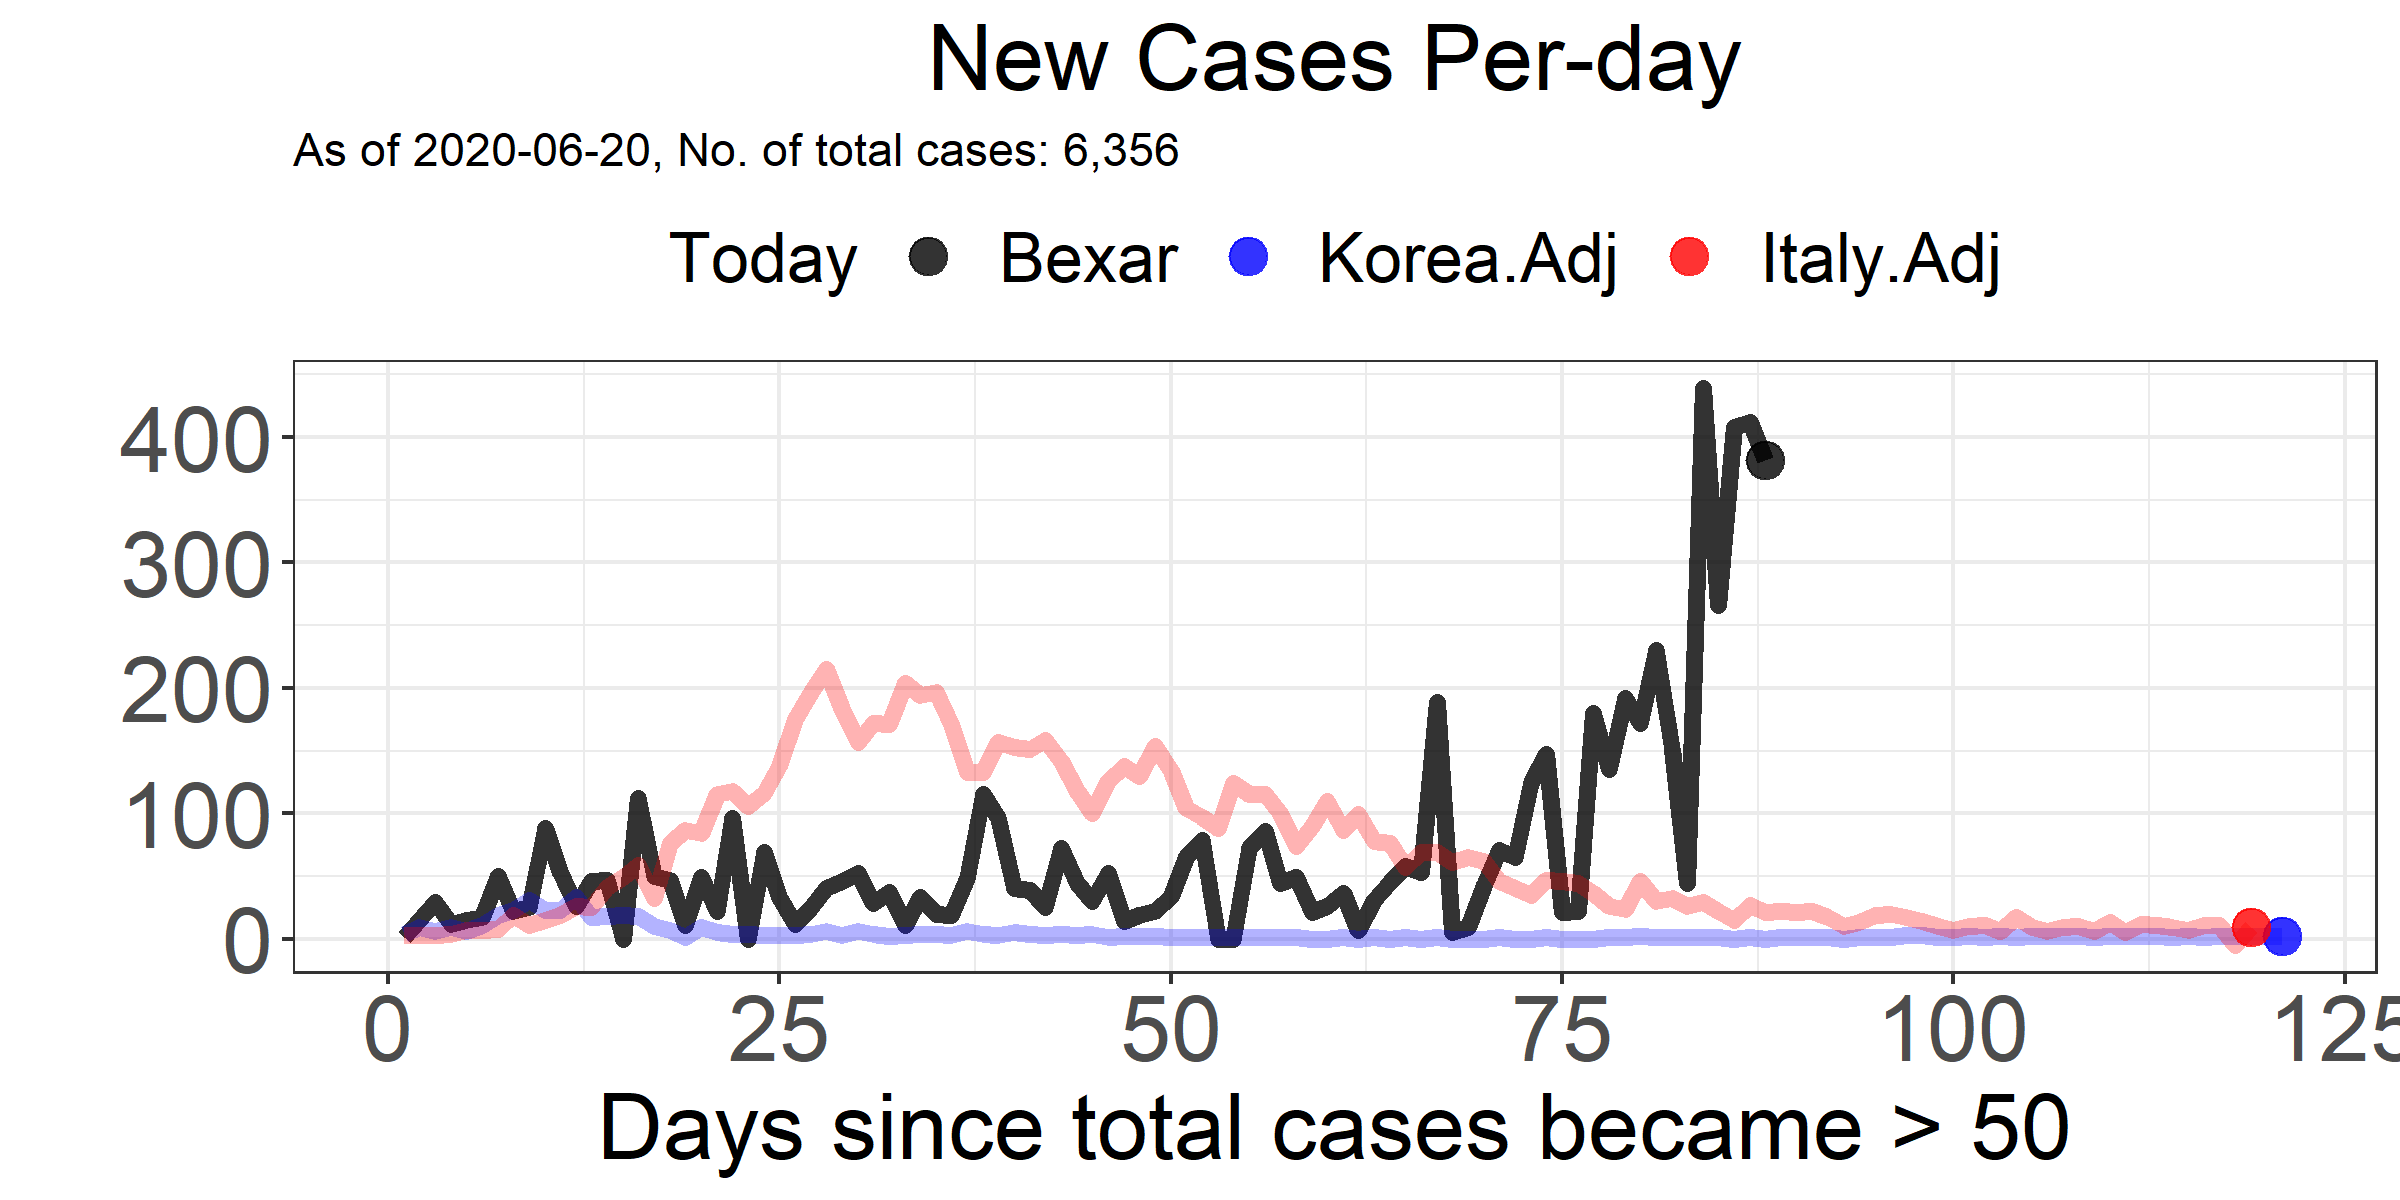 New Cases Per-day
As of 2020-06-20, No. of total cases: 6,356
Today Bexar Korea.Adj Italy.Adj
400
300
200
100
0
0 25 50 75 100 125
Days since total cases became > 50